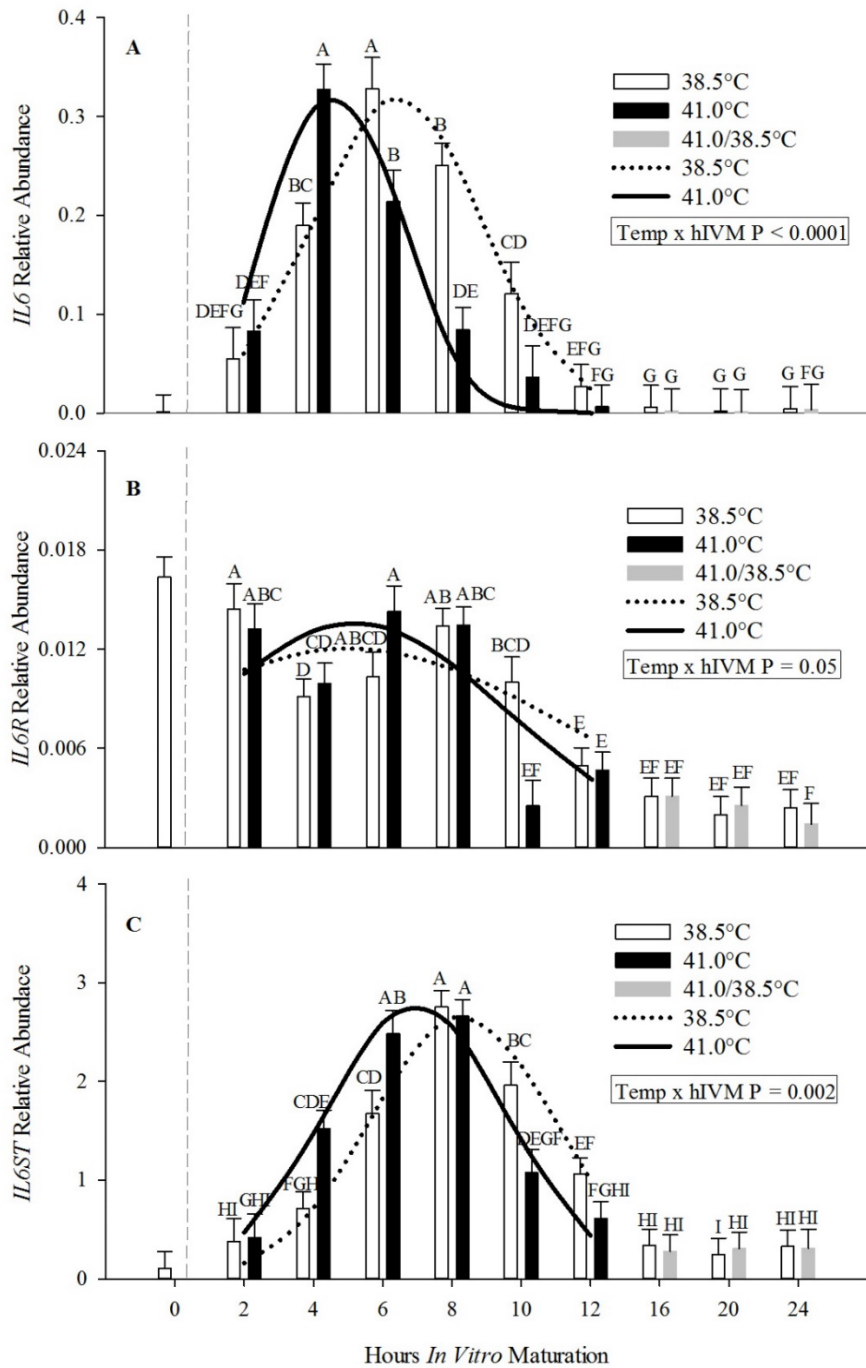 A
0.4
0.3
0.2
0.1
0.0
IL6 Relative Abundance
DEFG
DEF
BC
A
A
B
B
DE
CD
DEFG
EFG
FG
G
G
G
G
G
FG
38.5°C
41.0°C
41.0/38.5°C
38.5°C
41.0°C
Temp x hIVM P < 0.0001
B
0.024
0.018
0.012
0.006
0.000
IL6R Relative Abundance
A
ABC
D
CD
ABCD
A
AB
ABC
BCD
EF
E
E
EF
EF
EF
EF
EF
F
38.5°C
41.0°C
41.0/38.5°C
38.5°C
41.0°C
Temp x hIVM P = 0.05
C
4
3
2
1
0
IL6ST Relative Abundace
HI
GHI
FGH
CDE
CD
AB
A
A
BC
DEGF
EF
FGHI
HI
HI
I
HI
HI
HI
38.5°C
41.0°C
41.0/38.5°C
38.5°C
41.0°C
Temp x hIVM P = 0.002
0 2 4 6 8 10 12 16 20 24
Hours In Vitro Maturation